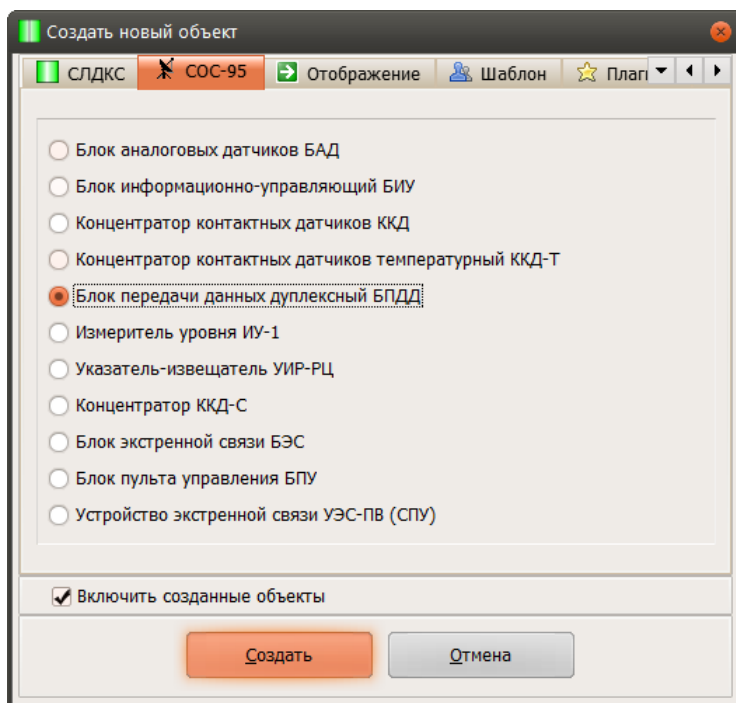 Создать новый объект
СЛДКС СОС-95 Отображение Шаблон Плаг
Блок аналоговых датчиков БАД
Блок информационно-управляющий БИУ
Концентратор контактных датчиков ККД
Концентратор контактных датчиков температурный ККД-Т
Блок передачи данных дуплексный БПДД
Измеритель уровня ИУ-1
Указатель-извещатель УИР-РЦ
Концентратор ККД-С
Блок экстренной связи БЭС
Блок пульта управления БПУ
Устройство экстренной связи УЭС-ПВ (СПУ)
Включить созданные объекты
Создать Отмена